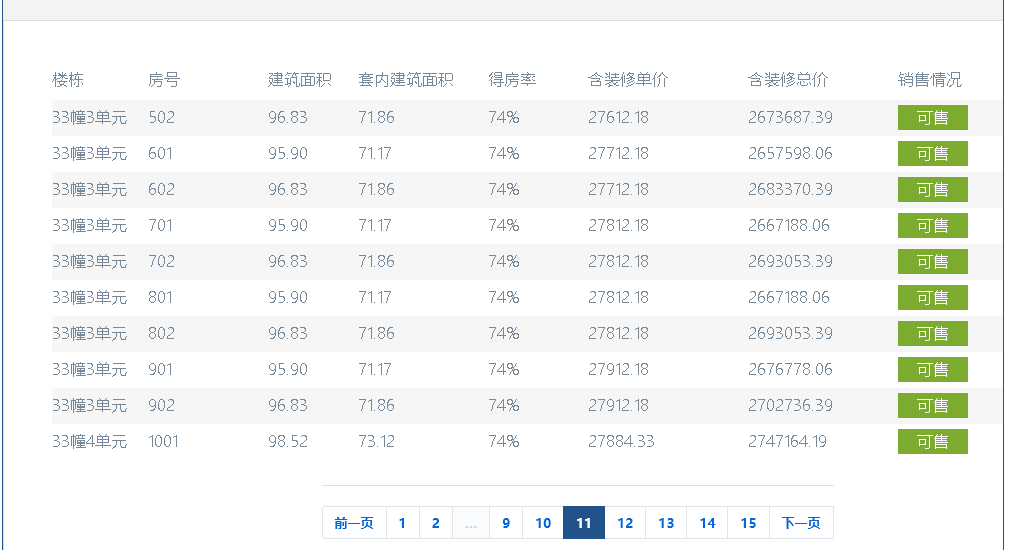 楼栋 房号 建筑面积 套内建筑面积 得房率 含装修单价 含装修总价 销售情况
33幢3单元 502 96.83 71.86 74% 27612.18 2673687.39 可售
33幢3单元 601 95.90 71.17 74% 27712.18 2657598.06 可售
33幢3单元 602 96.83 71.86 74% 27712.18 2683370.39 可售
33幢3单元 701 95.90 71.17 74% 27812.18 2667188.06 可售
33幢3单元 702 96.83 71.86 74% 27812.18 2693053.39 可售
33幢3单元 801 95.90 71.17 74% 27812.18 2667188.06 可售
33幢3单元 802 96.83 71.86 74% 27812.18 2693053.39 可售
33幢3单元 901 95.90 71.17 74% 27912.18 2676778.06 可售
33幢3单元 902 96.83 71.86 74% 27912.18 2702736.39 可售
33幢4单元 1001 98.52 73.12 74% 27884.33 2747164.19 可售
前一页 1 2 ... 9 10 11 12 13 14 15 下一页